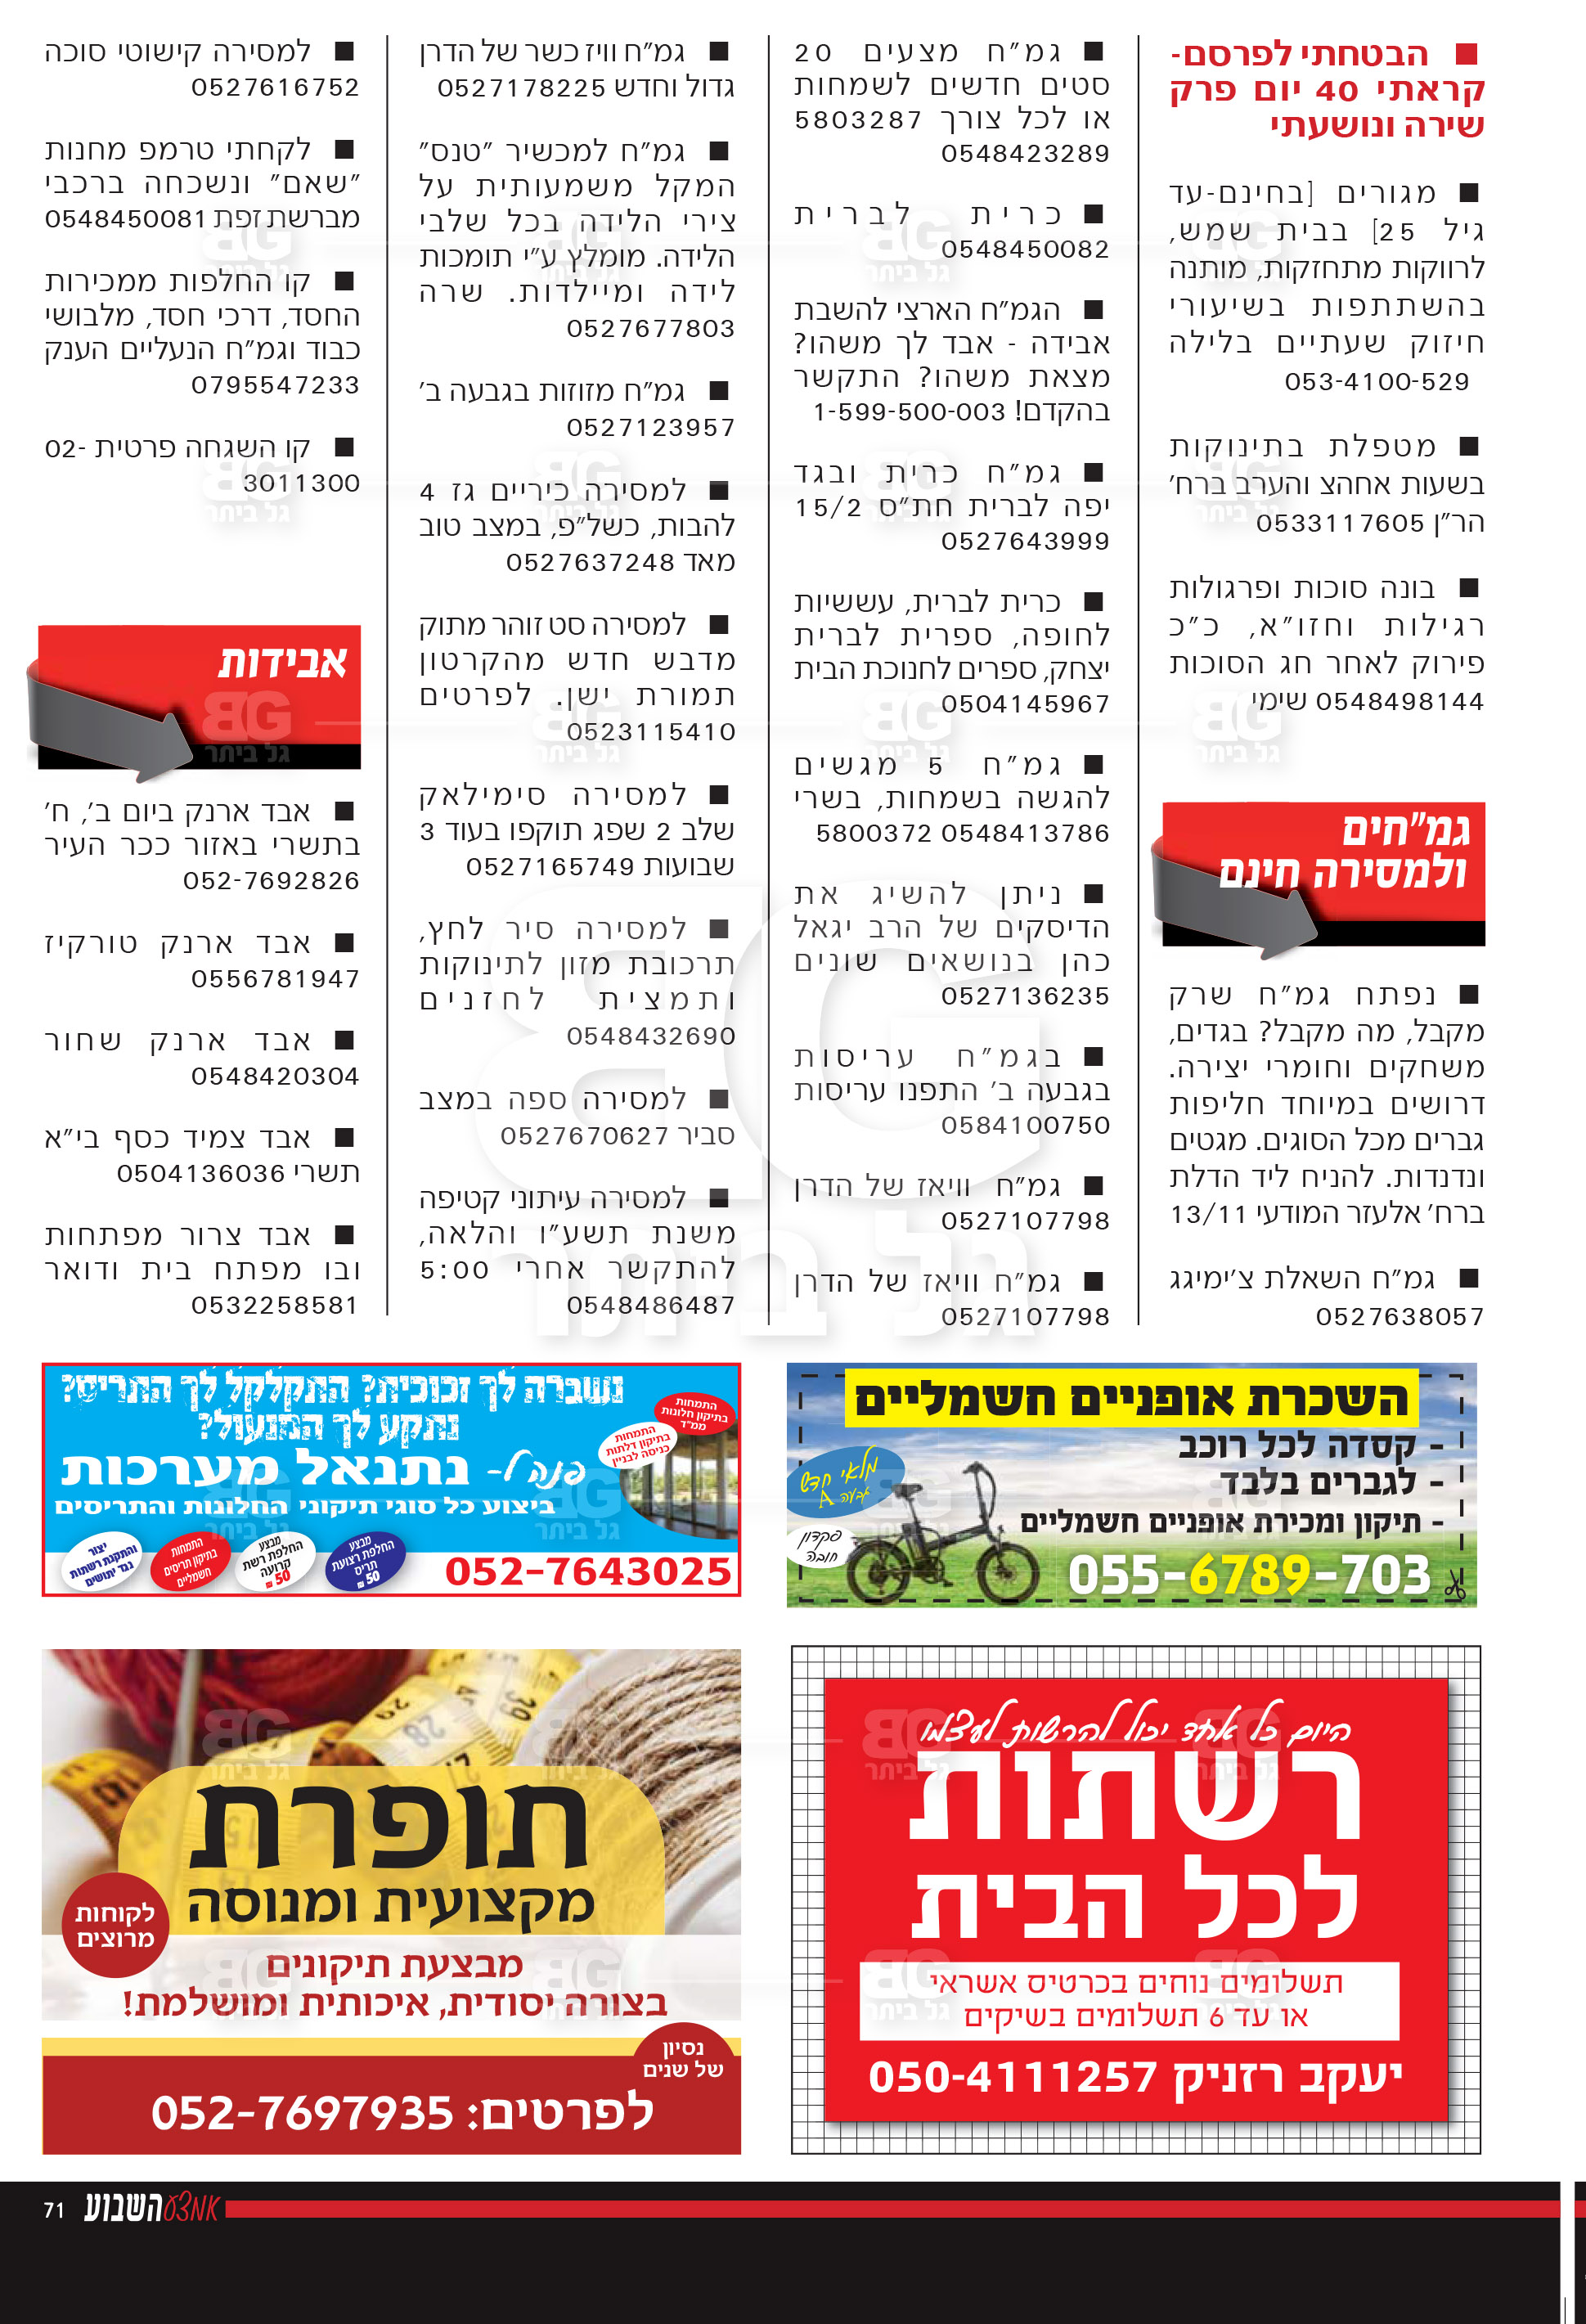 ■ הבטחתי לפרסם-
קראתי 40 יום פרק
שירה ונושעתי
■ מגורים [בחינם-עד
גיל 25] בבית שמש,
לרווקות מתחזקות, מותנה
בהשתתפות בשיעורי
חיזוק שעתיים בלילה
053-4100-529
■ מטפלת בתינוקות
בשעות אחהצ והערב ברח'
הר"ן 0533117605
■ בונה סוכות ופרגולות
רגילות וחזו"א, כ"כ
פירוק לאחר חג הסוכות
0548498144 שימי
גמ"חים
ולמסירה חינם
■ נפתח גמ"ח שרק
מקבל, מה מקבל? בגדים,
משחקים וחומרי יצירה.
דרושים במיוחד חליפות
גברים מכל הסוגים. מגטים
ונדנדות. להניח ליד הדלת
ברח' אלעזר המודעי 13/11
■ גמ"ח השאלת צ'ימיגג
0527638057
■ גמ"ח מצעים 20
סטים חדשים לשמחות
או לכל צורך 5803287
0548423289
■ כרית לברית
0548450082
■ הגמ"ח הארצי להשבת
אבידה - אבד לך משהו?
מצאת משהו? התקשר
בהקדם! 1-599-500-003
■ גמ"ח כרית ובגד
יפה לברית חת"ס 15/2
0527643999
■ כרית לברית, עששיות
לחופה, ספרית לברית
יצחק, ספרים לחנוכת הבית
0504145967
■ גמ"ח 5 מגשים
להגשה בשמחות, בשרי
0548413786 5800372
■ ניתן להשיג את
הדיסקים של הרב יגאל
כהן בנושאים שונים
0527136235
■ בגמ"ח עריסות
בגבעה ב' התפנו עריסות
0584100750
■ גמ"ח וויאז של הדרן
0527107798
■ גמ"ח וויאז של הדרן
0527107798
■ גמ"ח וויז כשר של הדרן
גדול וחדש 0527178225
■ גמ"ח למכשיר "טנס"
המקל משמעותית על
צירי הלידה בכל שלבי
הלידה. מומלץ ע"י תומכות
לידה ומיילדות. שרה
0527677803
■ גמ"ח מזוזות בגבעה ב'
0527123957
■ למסירה כיריים גז 4
להבות, כשל"פ, במצב טוב
מאד 0527637248
■ למסירה סט זוהר מתוק
מדבש חדש מהקרטון
תמורת ישן. לפרטים
0523115410
■ למסירה סימילאק
שלב 2 שפג תוקפו בעוד 3
שבועות 0527165749
■ למסירה סיר לחץ,
תרכובת מזון לתינוקות
ותמצית לחזנים
0548432690
■ למסירה ספה במצב
סביר 0527670627
■ למסירה עיתוני קטיפה
משנת תשע"ו והלאה,
להתקשר אחרי 5:00
0548486487
■ למסירה קישוטי סוכה
0527616752
■ לקחתי טרמפ מחנות
"שאם" ונשכחה ברכבי
מברשת זפת 0548450081
■ קו החלפות ממכירות
החסד, דרכי חסד, מלבושי
כבוד וגמ"ח הנעליים הענק
0795547233
■ קו השגחה פרטית 02-
3011300
אבידות
■ אבד ארנק ביום ב', ח'
בתשרי באזור ככר העיר
052-7692826
■ אבד ארנק טורקיז
0556781947
■ אבד ארנק שחור
0548420304
■ אבד צמיד כסף בי"א
תשרי 0504136036
■ אבד צרור מפתחות
ובו מפתח בית ודואר
0532258581
השכרת אופניים חשמליים
- קסדה לכל רוכב
- לגברים בלבד
- תיקון ומכירת אופניים חשמליים
055-6789-703
מלאי חדש
גבעה A
פקדון
חובה
נשברה לך זכוכית? התקלקל לך התריס?
נתקע לך המנעול?
פנה ל- נתנאל מערכות
ביצוע כל סוגי תיקוני החלונות והתריסים
התמחות
בתיקון חלונות
ממ"ד
התמחות
בתיקון דלתות
כניסה לבניין
052-7643025
מבצע
החלפת רצועת
תריס
50 ₪
מבצע
החלפת רשת
קרועה
50 ₪
התמחות
בתיקון תריסים
חשמליים
יצור
והתקנת רשתות
נגד יתושים
היום כל אחד יכול להרשות לעצמו
רשתות
לכל הבית
תשלומים נוחים בכרטיס אשראי
או עד 6 תשלומים בשיקים
יעקב רזניק 050-4111257
תופרת
מקצועית ומנוסה
לקוחות
מרוצים
מבצעת תיקונים
בצורה יסודית, איכותית ומושלמת!
נסיון
של שנים
לפרטים: 052-7697935
BG
גל ביתר
אמצע השבוע 71